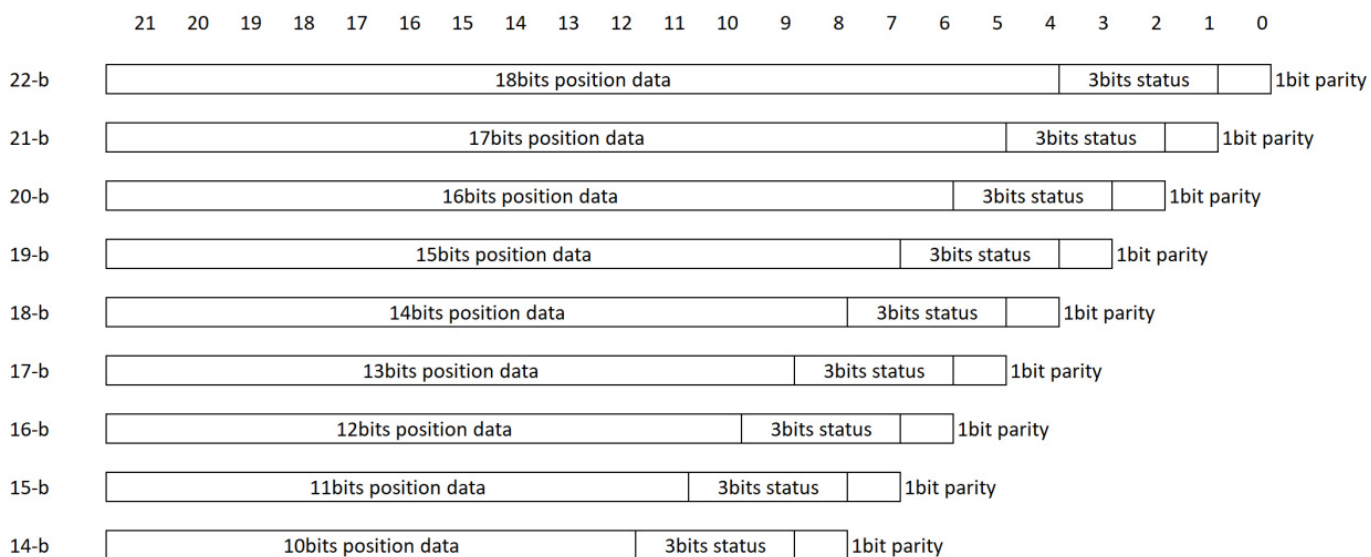 21 20 19 18 17 16 15 14 13 12 11 10 9 8 7 6 5 4 3 2 1 0
22-b 18bits position data 3bits status 1bit parity
21-b 17bits position data 3bits status 1bit parity
20-b 16bits position data 3bits status 1bit parity
19-b 15bits position data 3bits status 1bit parity
18-b 14bits position data 3bits status 1bit parity
17-b 13bits position data 3bits status 1bit parity
16-b 12bits position data 3bits status 1bit parity
15-b 11bits position data 3bits status 1bit parity
14-b 10bits position data 3bits status 1bit parity